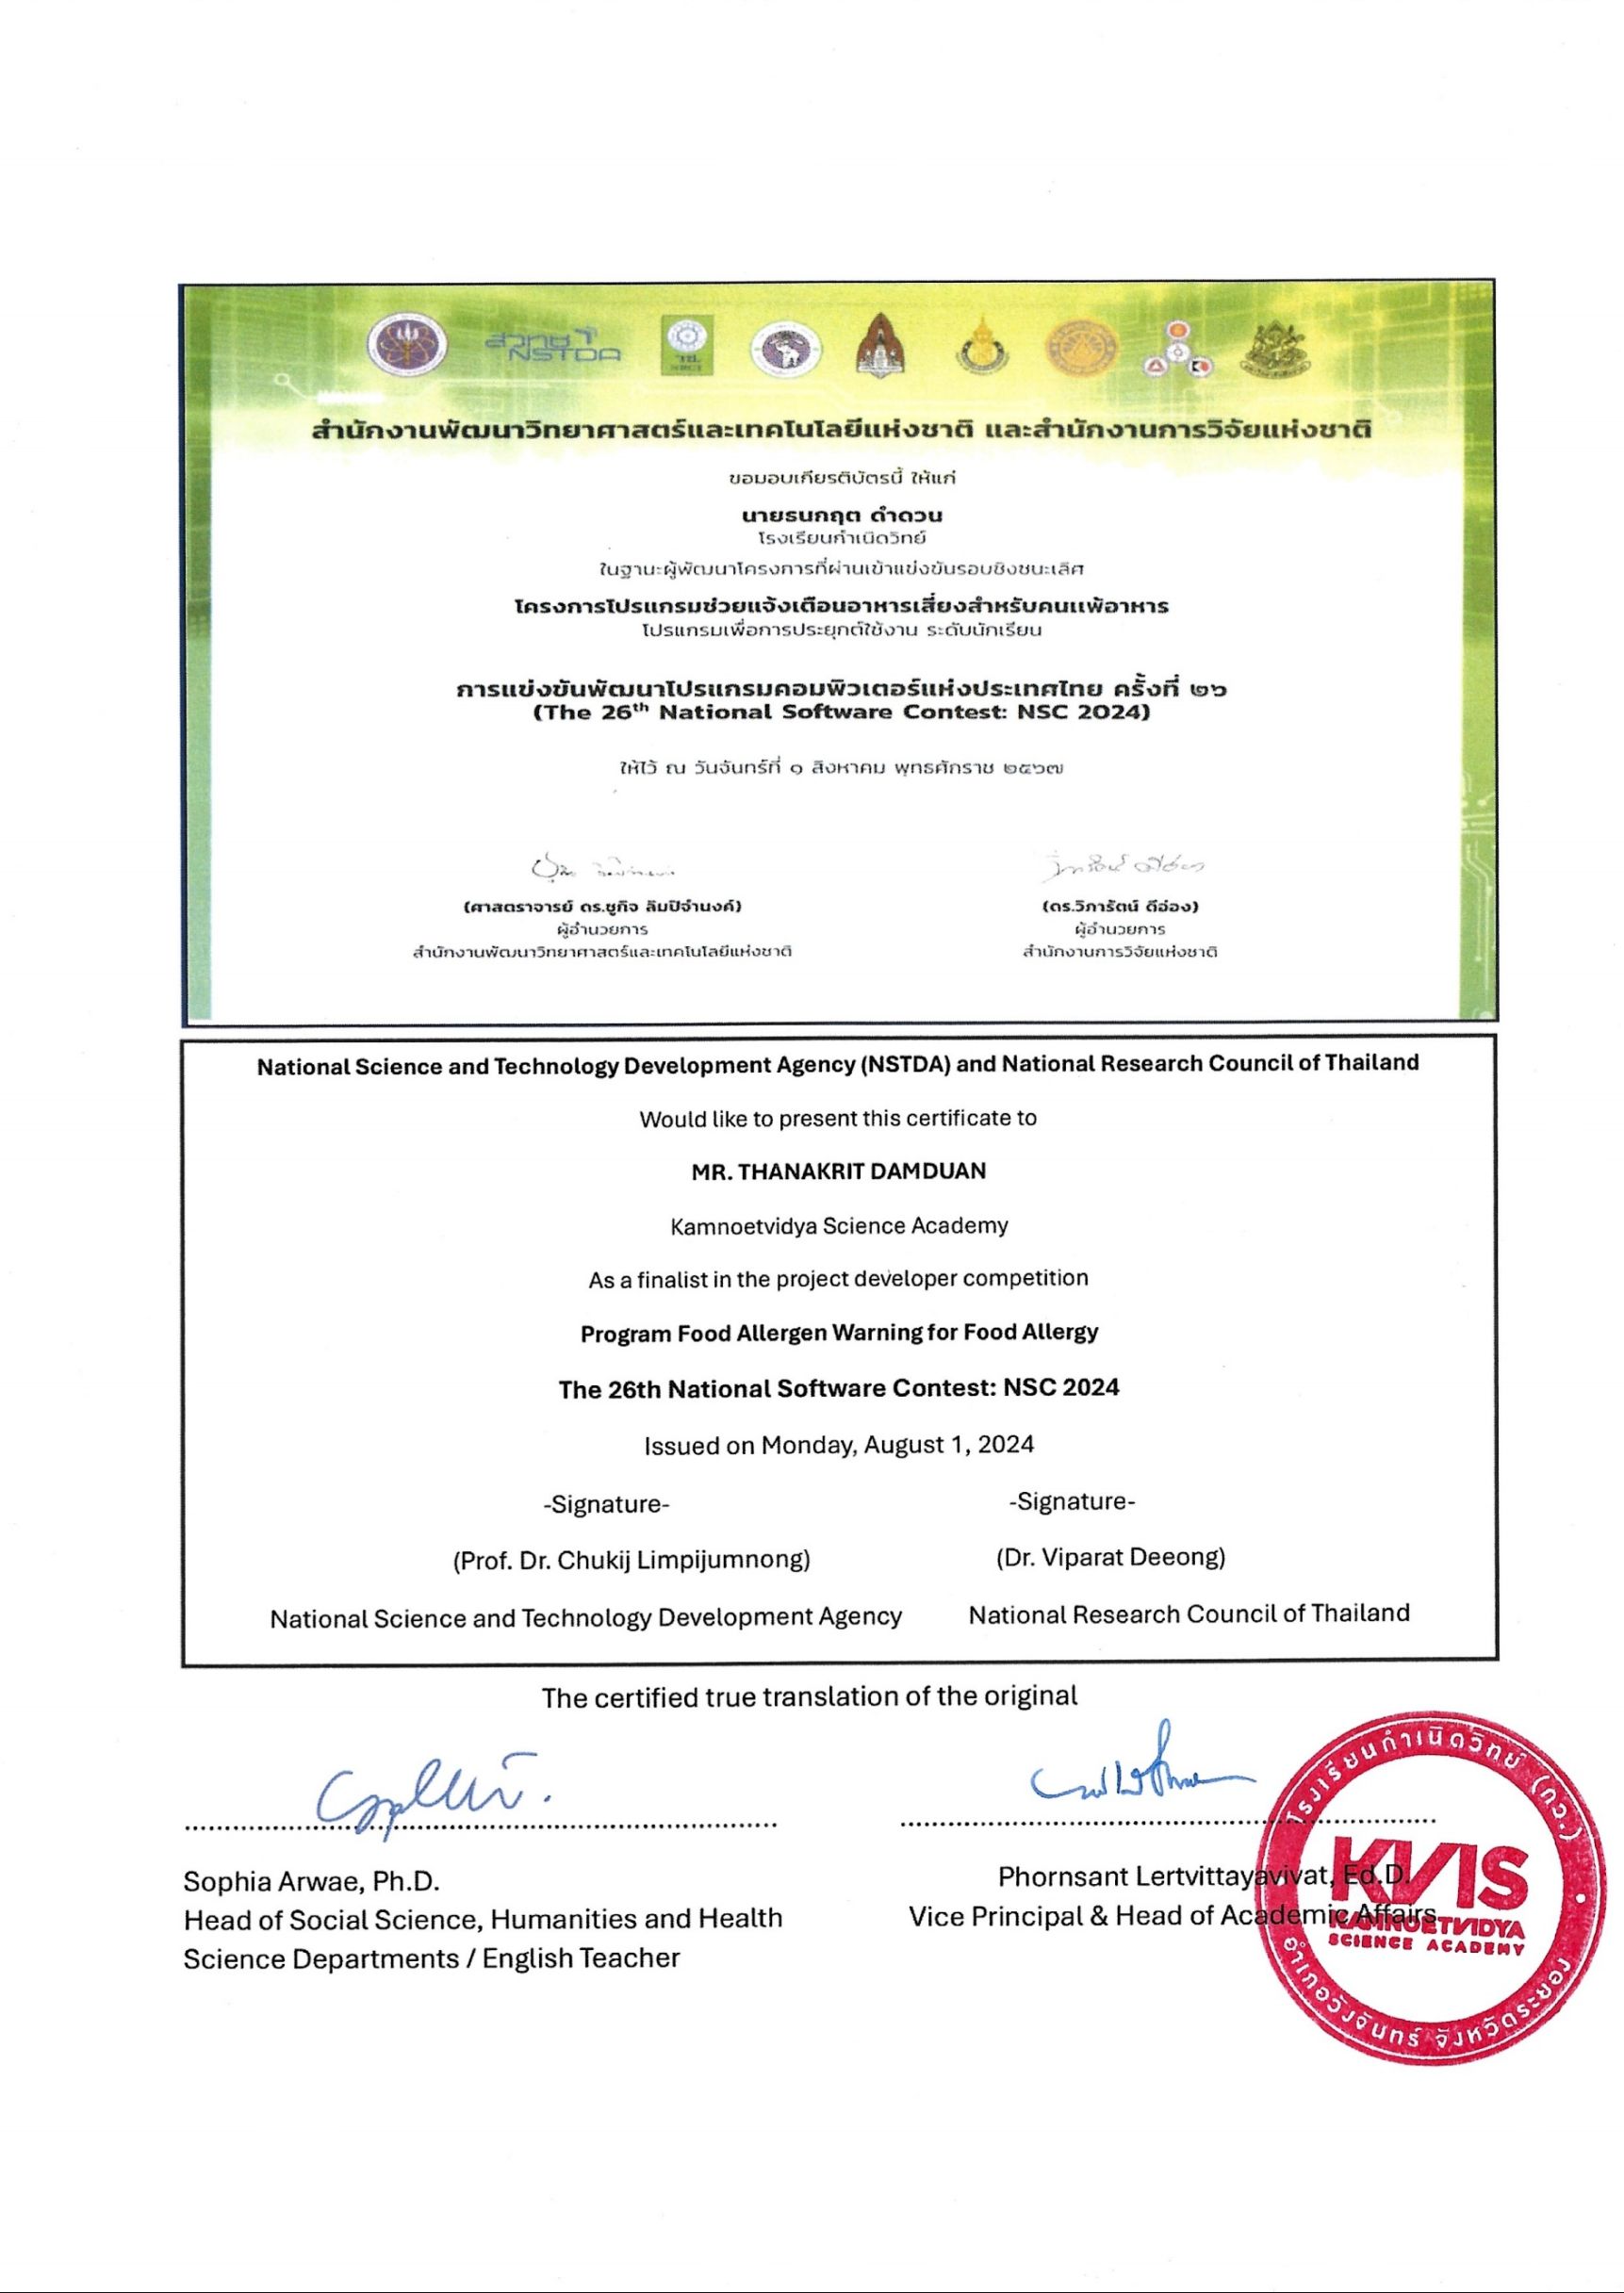 สวทช
NSTDA
วช.
สำนักงานพัฒนาวิทยาศาสตร์และเทคโนโลยีแห่งชาติ และสำนักงานการวิจัยแห่งชาติ
ขอมอบเกียรติบัตรนี้ ให้แก่
นายธนกฤต ดำดวน
โรงเรียนกำเนิดวิทย์
ในฐานะผู้พัฒนาโครงการที่ผ่านเข้าแข่งขันรอบชิงชนะเลิศ
โครงการโปรแกรมช่วยแจ้งเตือนอาหารเสี่ยงสำหรับคนแพ้อาหาร
โปรแกรมเพื่อการประยุกต์ใช้งาน ระดับนักเรียน
การแข่งขันพัฒนาโปรแกรมคอมพิวเตอร์แห่งประเทศไทย ครั้งที่ ๒๖
(The 26th National Software Contest: NSC 2024)
ให้ไว้ ณ วันจันทร์ที่ ๑ สิงหาคม พุทธศักราช ๒๕๖๗
(ศาสตราจารย์ ดร.ชูกิจ ลิมปิจำนงค์) (ดร.วิภารัตน์ ดีอ่อง)
ผู้อำนวยการ ผู้อำนวยการ
สำนักงานพัฒนาวิทยาศาสตร์และเทคโนโลยีแห่งชาติ สำนักงานการวิจัยแห่งชาติ
National Science and Technology Development Agency (NSTDA) and National Research Council of Thailand
Would like to present this certificate to
MR. THANAKRIT DAMDUAN
Kamnoetvidya Science Academy
As a finalist in the project developer competition
Program Food Allergen Warning for Food Allergy
The 26th National Software Contest: NSC 2024
Issued on Monday, August 1, 2024
-Signature- -Signature-
(Prof. Dr. Chukij Limpijumnong) (Dr. Viparat Deeong)
National Science and Technology Development Agency National Research Council of Thailand
The certified true translation of the original
Sophia Arwae, Ph.D. Phornsant Lertvittayavivat, Ed.D.
Head of Social Science, Humanities and Health Vice Principal & Head of Academic Affairs
Science Departments / English Teacher
โรงเรียนกำเนิดวิทย์ (กว.)
KVIS
KAMNOETVIDYA
SCIENCE ACADEMY
อำเภอวังจันทร์ จังหวัดระยอง